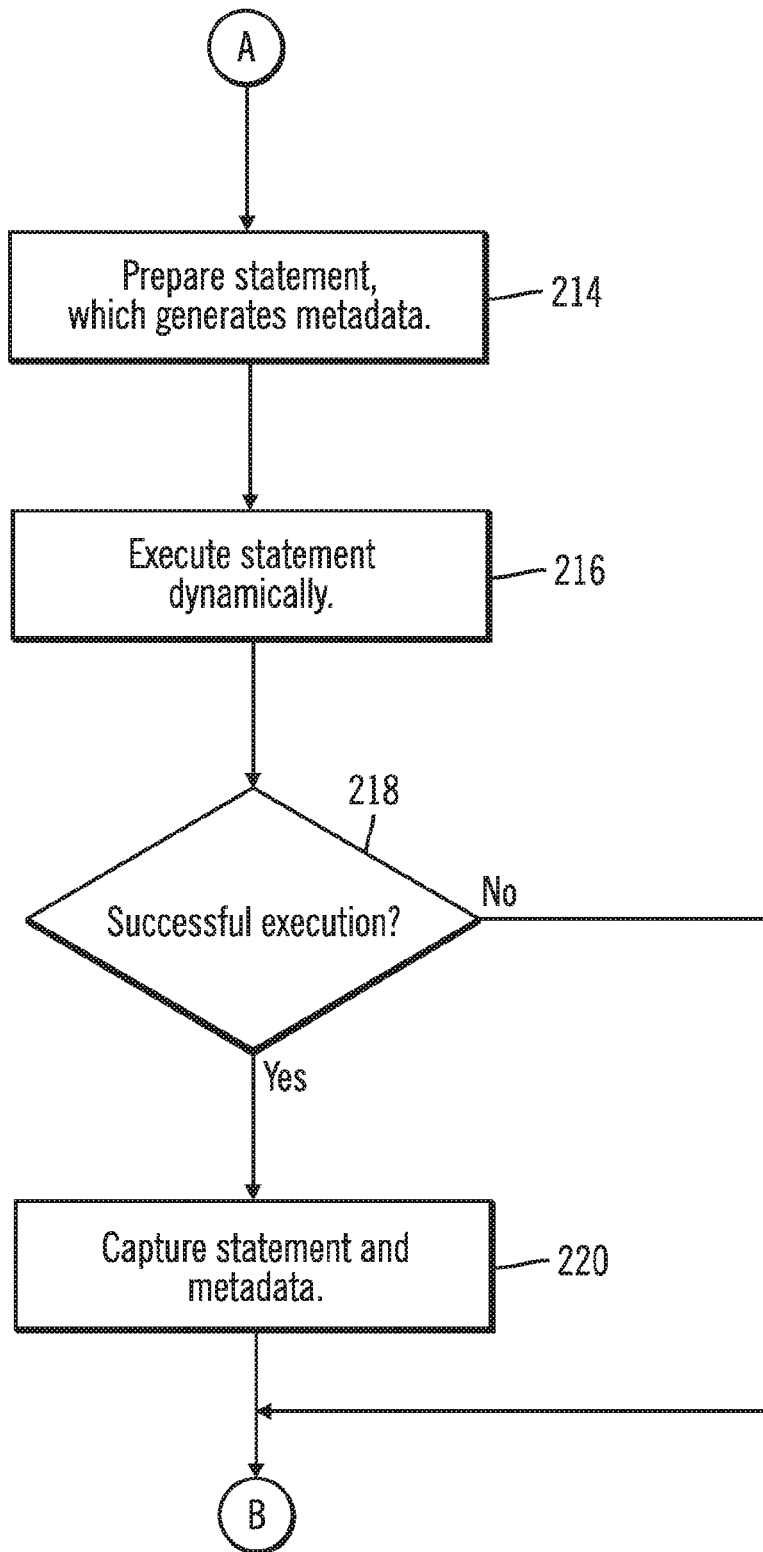 A
Prepare statement,
which generates metadata.
214
Execute statement
dynamically.
216
218
Successful execution?
No
Yes
Capture statement and
metadata.
220
B